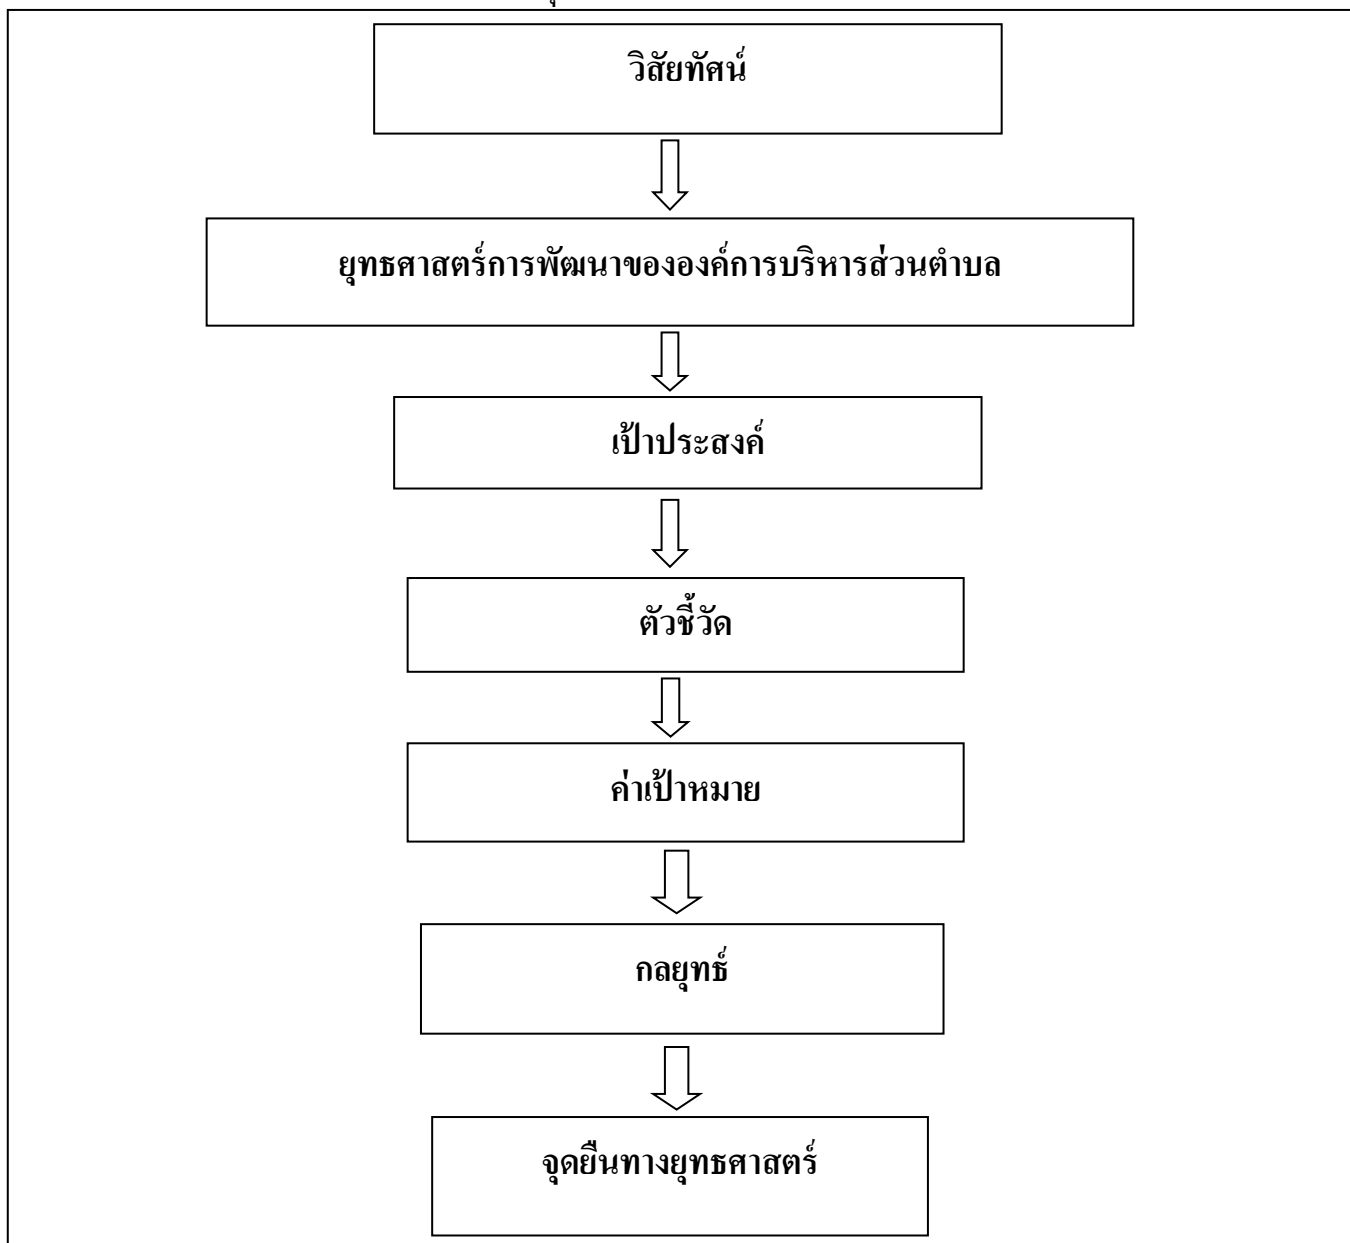 วิสัยทัศน์
ยุทธศาสตร์การพัฒนาขององค์การบริหารส่วนตำบล
เป้าประสงค์
ตัวชี้วัด
ค่าเป้าหมาย
กลยุทธ์
จุดยืนทางยุทธศาสตร์